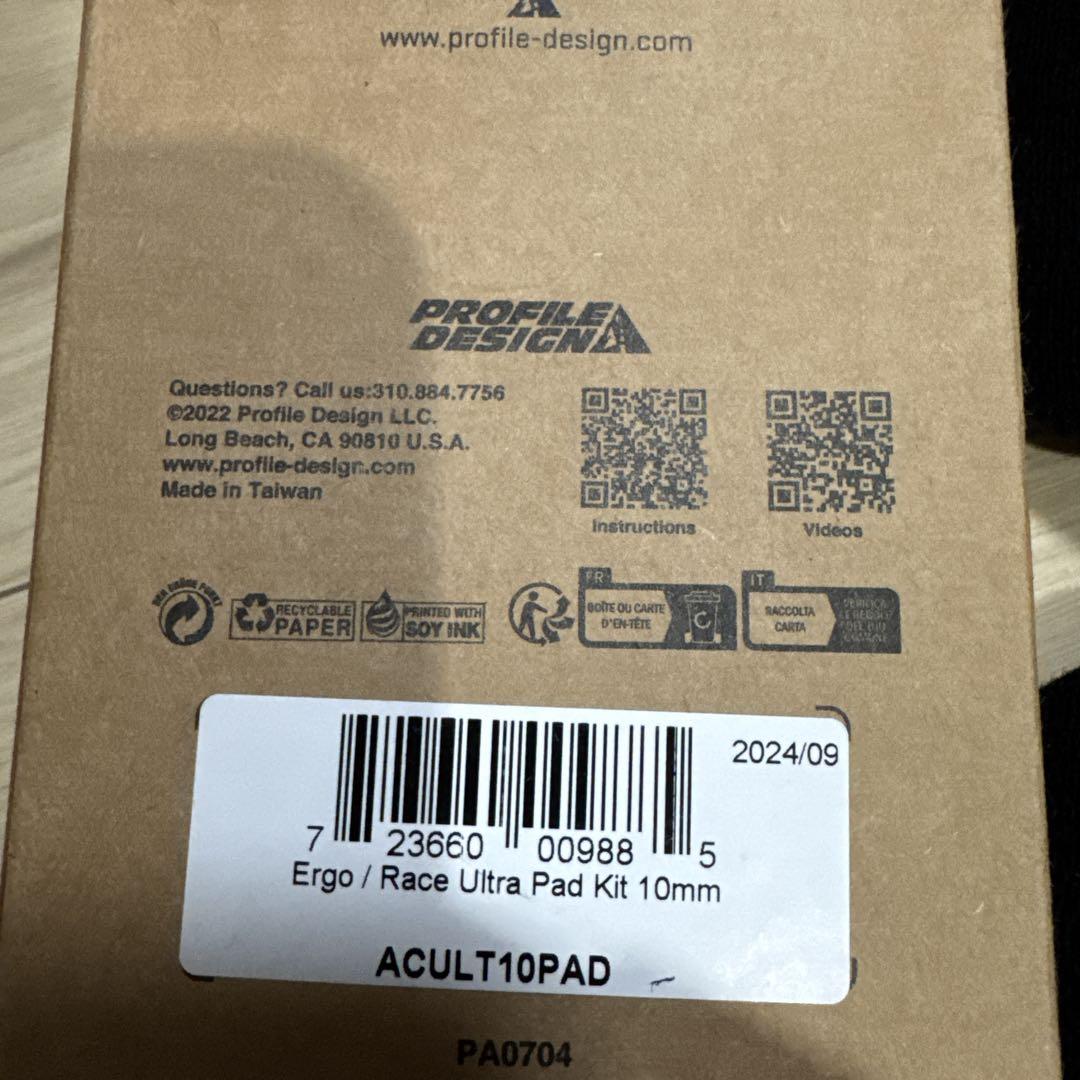 www.profile-design.com
PROFILE
DESIGN
Questions? Call us:310.884.7756
©2022 Profile Design LLC.
Long Beach, CA 90810 U.S.A.
www.profile-design.com
Made in Taiwan
Instructions
Videos
DER GRÜNE PUNKT
RECYCLABLE
PAPER
PRINTED WITH
SOY INK
FR
BOÎTE OU CARTE
D'EN-TÊTE
IT
RACCOLTA
CARTA
2024/09
7 23660 00988 5
Ergo / Race Ultra Pad Kit 10mm
ACULT10PAD
PA0704